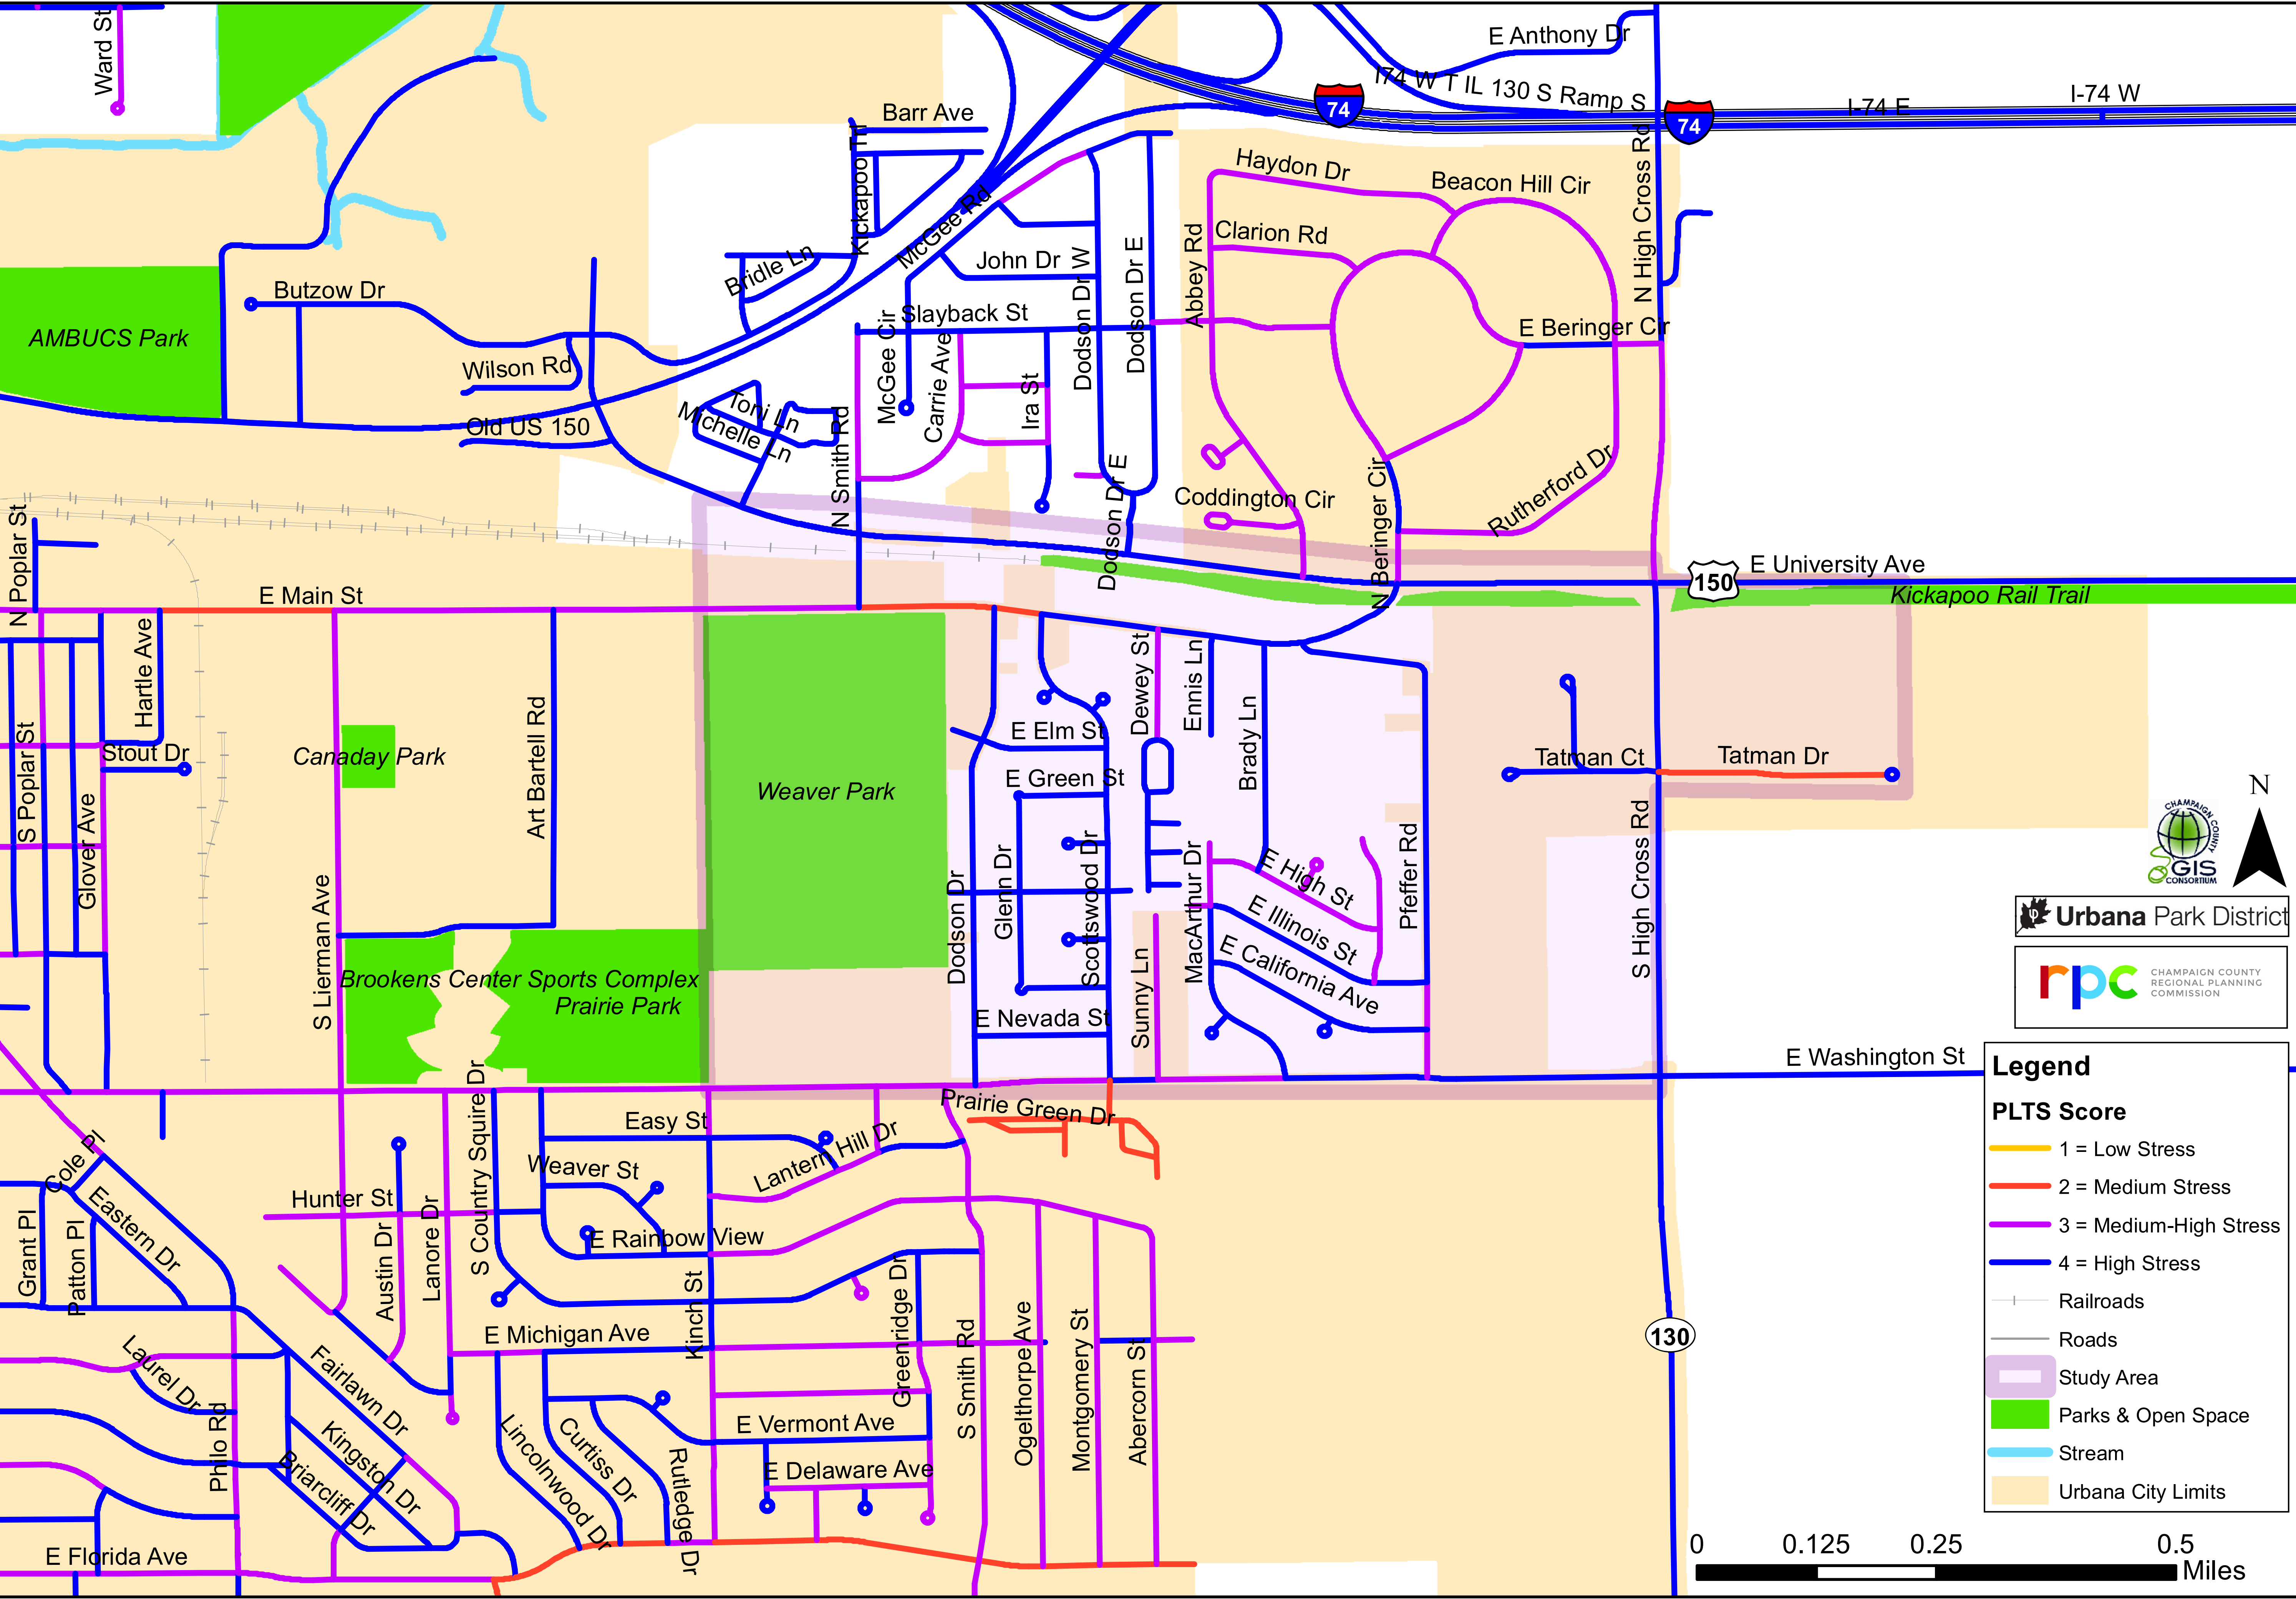 Ward St
E Anthony Dr
I74 W T IL 130 S Ramp S
74
74
I-74 E
I-74 W
Barr Ave
Kickapoo Trl
McGee Rd
Haydon Dr
Beacon Hill Cir
N High Cross Rd
Clarion Rd
Abbey Rd
Bridle Ln
John Dr
Dodson Dr W
Dodson Dr E
Butzow Dr
Slayback St
E Beringer Cir
AMBUCS Park
Wilson Rd
McGee Cir
Carrie Ave
Ira St
Toni Ln
Michelle Ln
Old US 150
N Smith Rd
Dodson Dr E
Coddington Cir
N Beringer Cir
Rutherford Dr
N Poplar St
E Main St
150
E University Ave
Kickapoo Rail Trail
Hartle Ave
Dewey St
Ennis Ln
Brady Ln
Art Bartell Rd
Stout Dr
S Poplar St
Canaday Park
Weaver Park
E Elm St
E Green St
Tatman Ct
Tatman Dr
Glover Ave
S Lierman Ave
Dodson Dr
Glenn Dr
Scottswood Dr
MacArthur Dr
E High St
E Illinois St
E California Ave
Pfeffer Rd
S High Cross Rd
Brookens Center Sports Complex
Prairie Park
E Nevada St
Sunny Ln
E Washington St
N
CHAMPAIGN COUNTY
GIS
CONSORTIUM
Urbana Park District
rpc
CHAMPAIGN COUNTY
REGIONAL PLANNING
COMMISSION
Cole Pl
Easy St
Prairie Green Dr
Lantern Hill Dr
Weaver St
Hunter St
Eastern Dr
Grant Pl
Patton Pl
Austin Dr
Lanore Dr
S Country Squire Dr
E Rainbow View
Kinch St
E Michigan Ave
Greenridge Dr
S Smith Rd
Ogelthorpe Ave
Montgomery St
Abercorn St
130
Laurel Dr
Fairlawn Dr
Philo Rd
Kingston Dr
Briarcliff Dr
Lincolnwood Dr
Curtiss Dr
Rutledge Dr
E Vermont Ave
E Delaware Ave
E Florida Ave
Legend
PLTS Score
1 = Low Stress
2 = Medium Stress
3 = Medium-High Stress
4 = High Stress
Railroads
Roads
Study Area
Parks & Open Space
Stream
Urbana City Limits
0 0.125 0.25 0.5
Miles